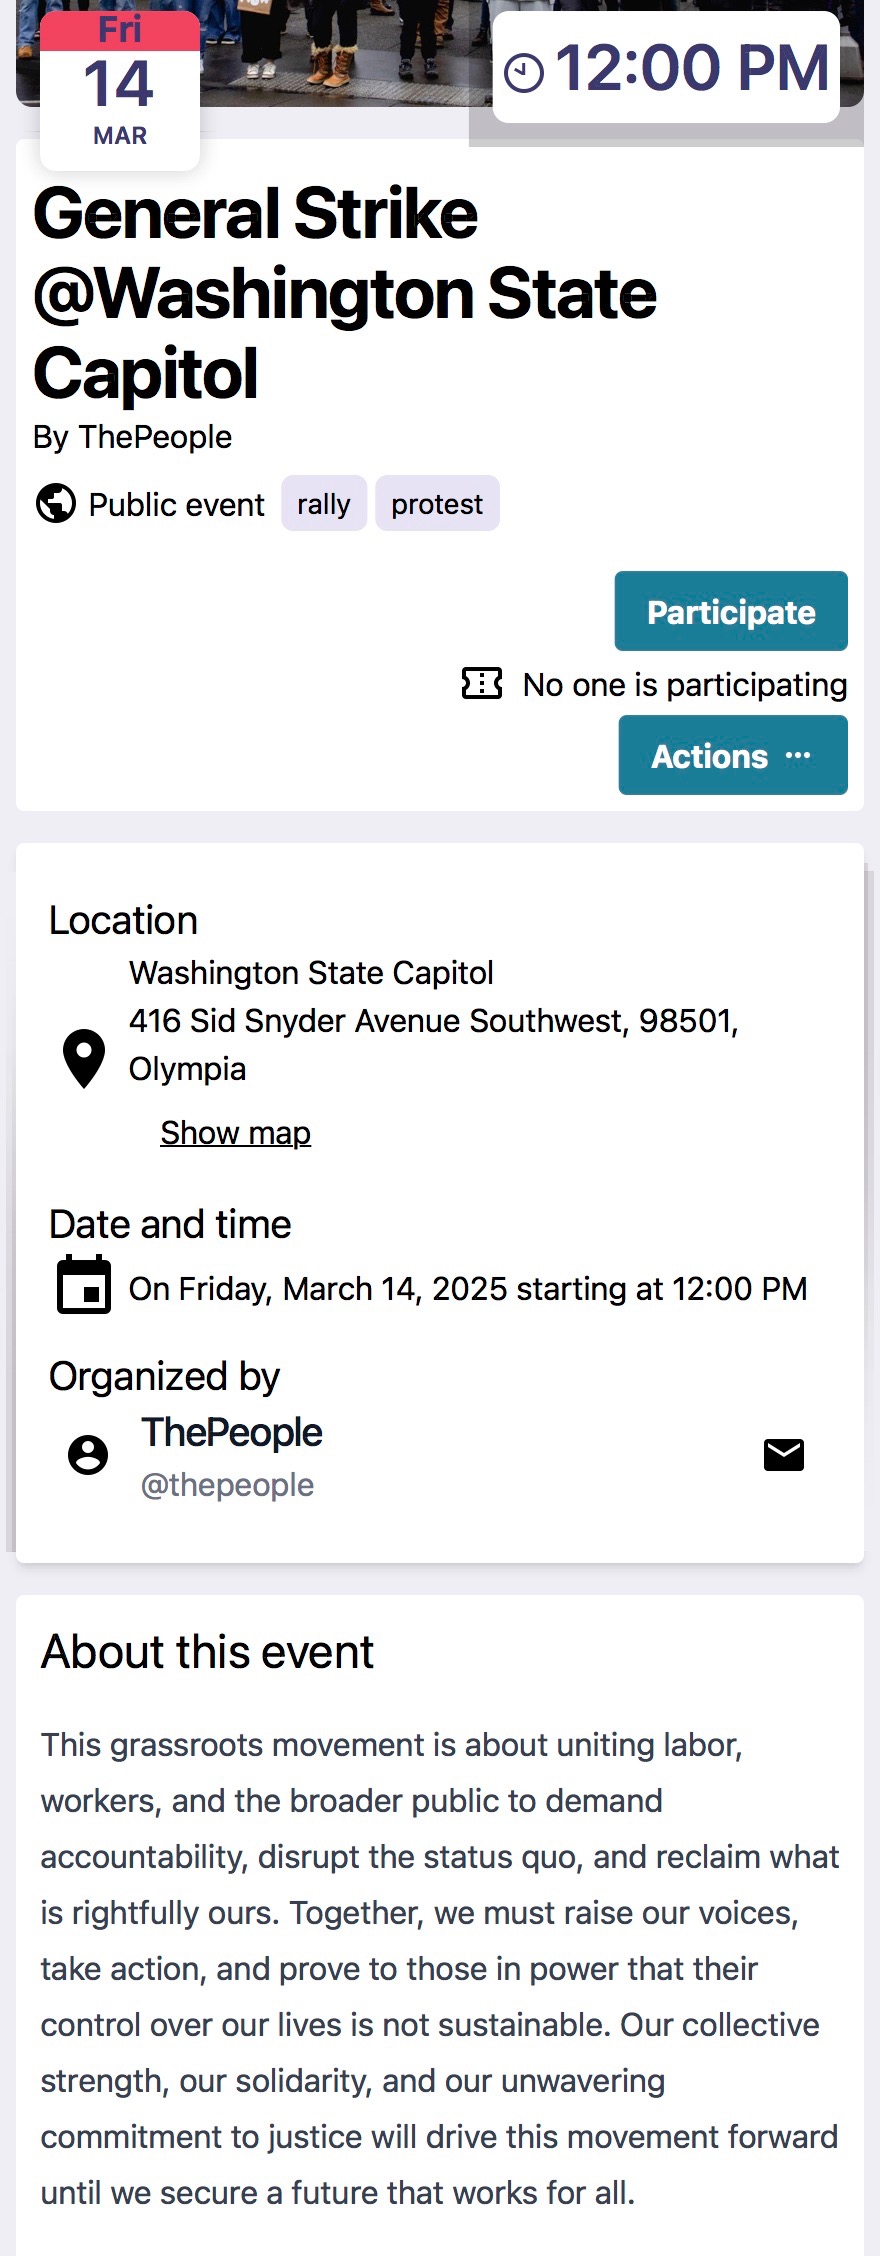 Fri
14
MAR
12:00 PM
General Strike
@Washington State
Capitol
By ThePeople
Public event rally protest
Participate
No one is participating
Actions ···
Location
Washington State Capitol
416 Sid Snyder Avenue Southwest, 98501,
Olympia
Show map
Date and time
On Friday, March 14, 2025 starting at 12:00 PM
Organized by
ThePeople
@thepeople
About this event
This grassroots movement is about uniting labor,
workers, and the broader public to demand
accountability, disrupt the status quo, and reclaim what
is rightfully ours. Together, we must raise our voices,
take action, and prove to those in power that their
control over our lives is not sustainable. Our collective
strength, our solidarity, and our unwavering
commitment to justice will drive this movement forward
until we secure a future that works for all.